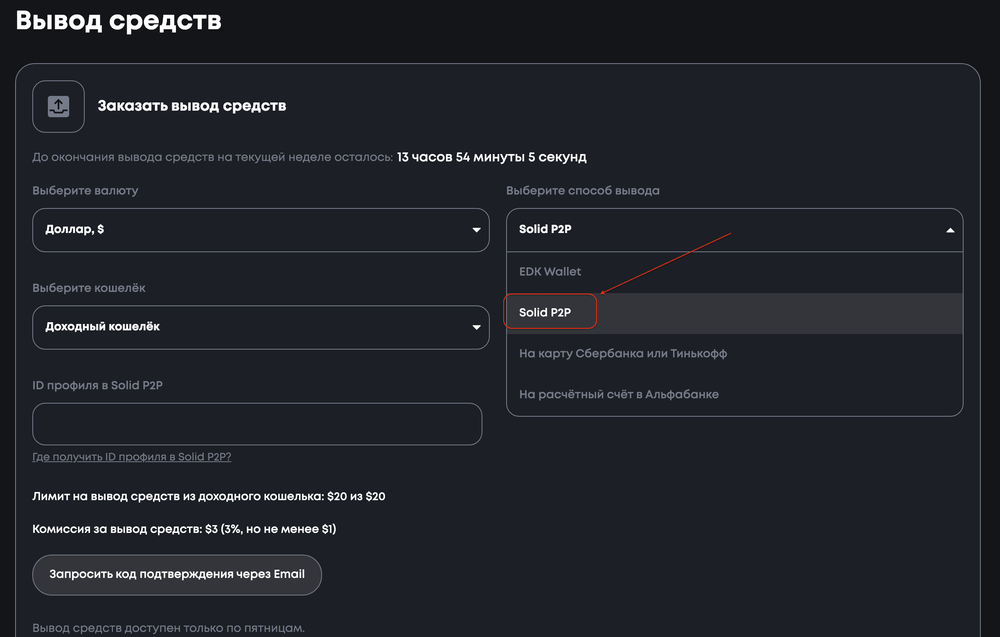 Вывод средств
Заказать вывод средств
До окончания вывода средств на текущей неделе осталось: 13 часов 54 минуты 5 секунд
Выберите валюту
Доллар, $
Выберите кошелёк
Доходный кошелёк
ID профиля в Solid P2P
Где получить ID профиля в Solid P2P?
Выберите способ вывода
Solid P2P
EDK Wallet
Solid P2P
На карту Сбербанка или Тинькофф
На расчётный счёт в Альфабанке
Лимит на вывод средств из доходного кошелька: $20 из $20
Комиссия за вывод средств: $3 (3%, но не менее $1)
Запросить код подтверждения через Email
Вывод средств доступен только по пятницам.